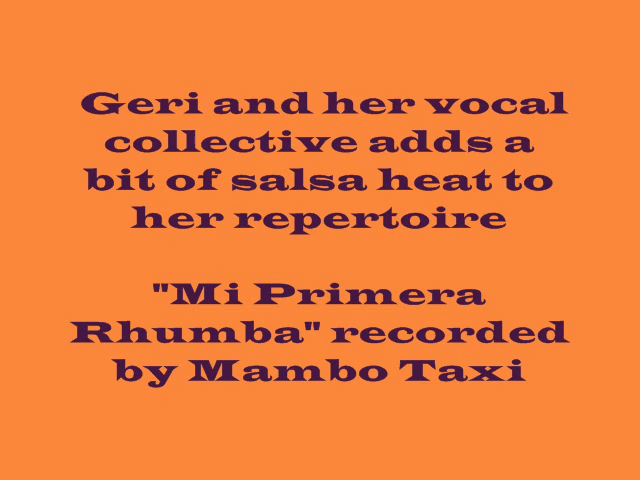 Geri and her vocal
collective adds a
bit of salsa heat to
her repertoire
"Mi Primera
Rhumba" recorded
by Mambo Taxi